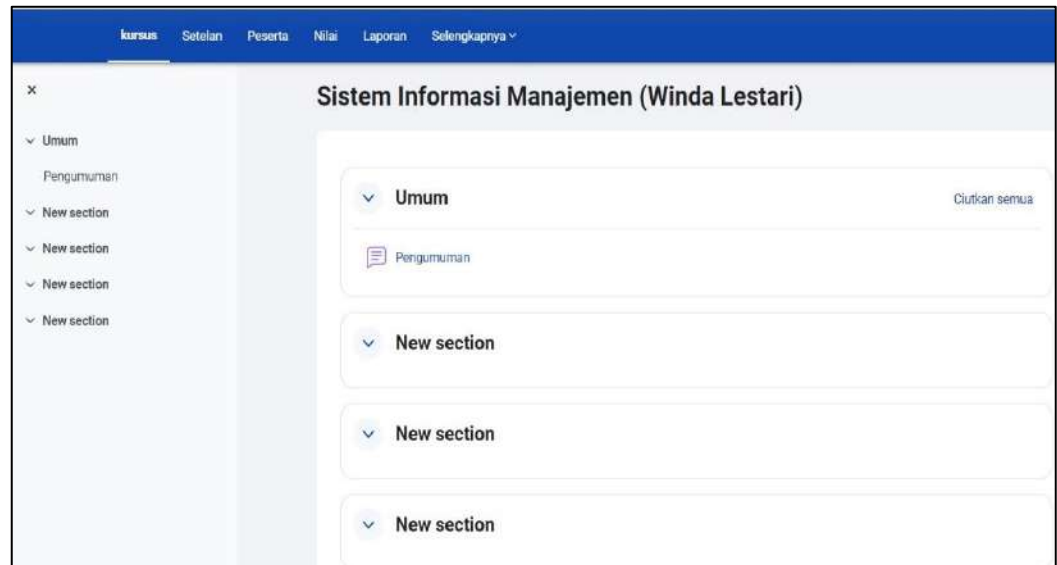 kursus Setelan Peserta Nilai Laporan Selengkapnya
Sistem Informasi Manajemen (Winda Lestari)
Umum
Pengumuman
New section
New section
New section
New section
Umum Ciutkan semua
Pengumuman
New section
New section
New section